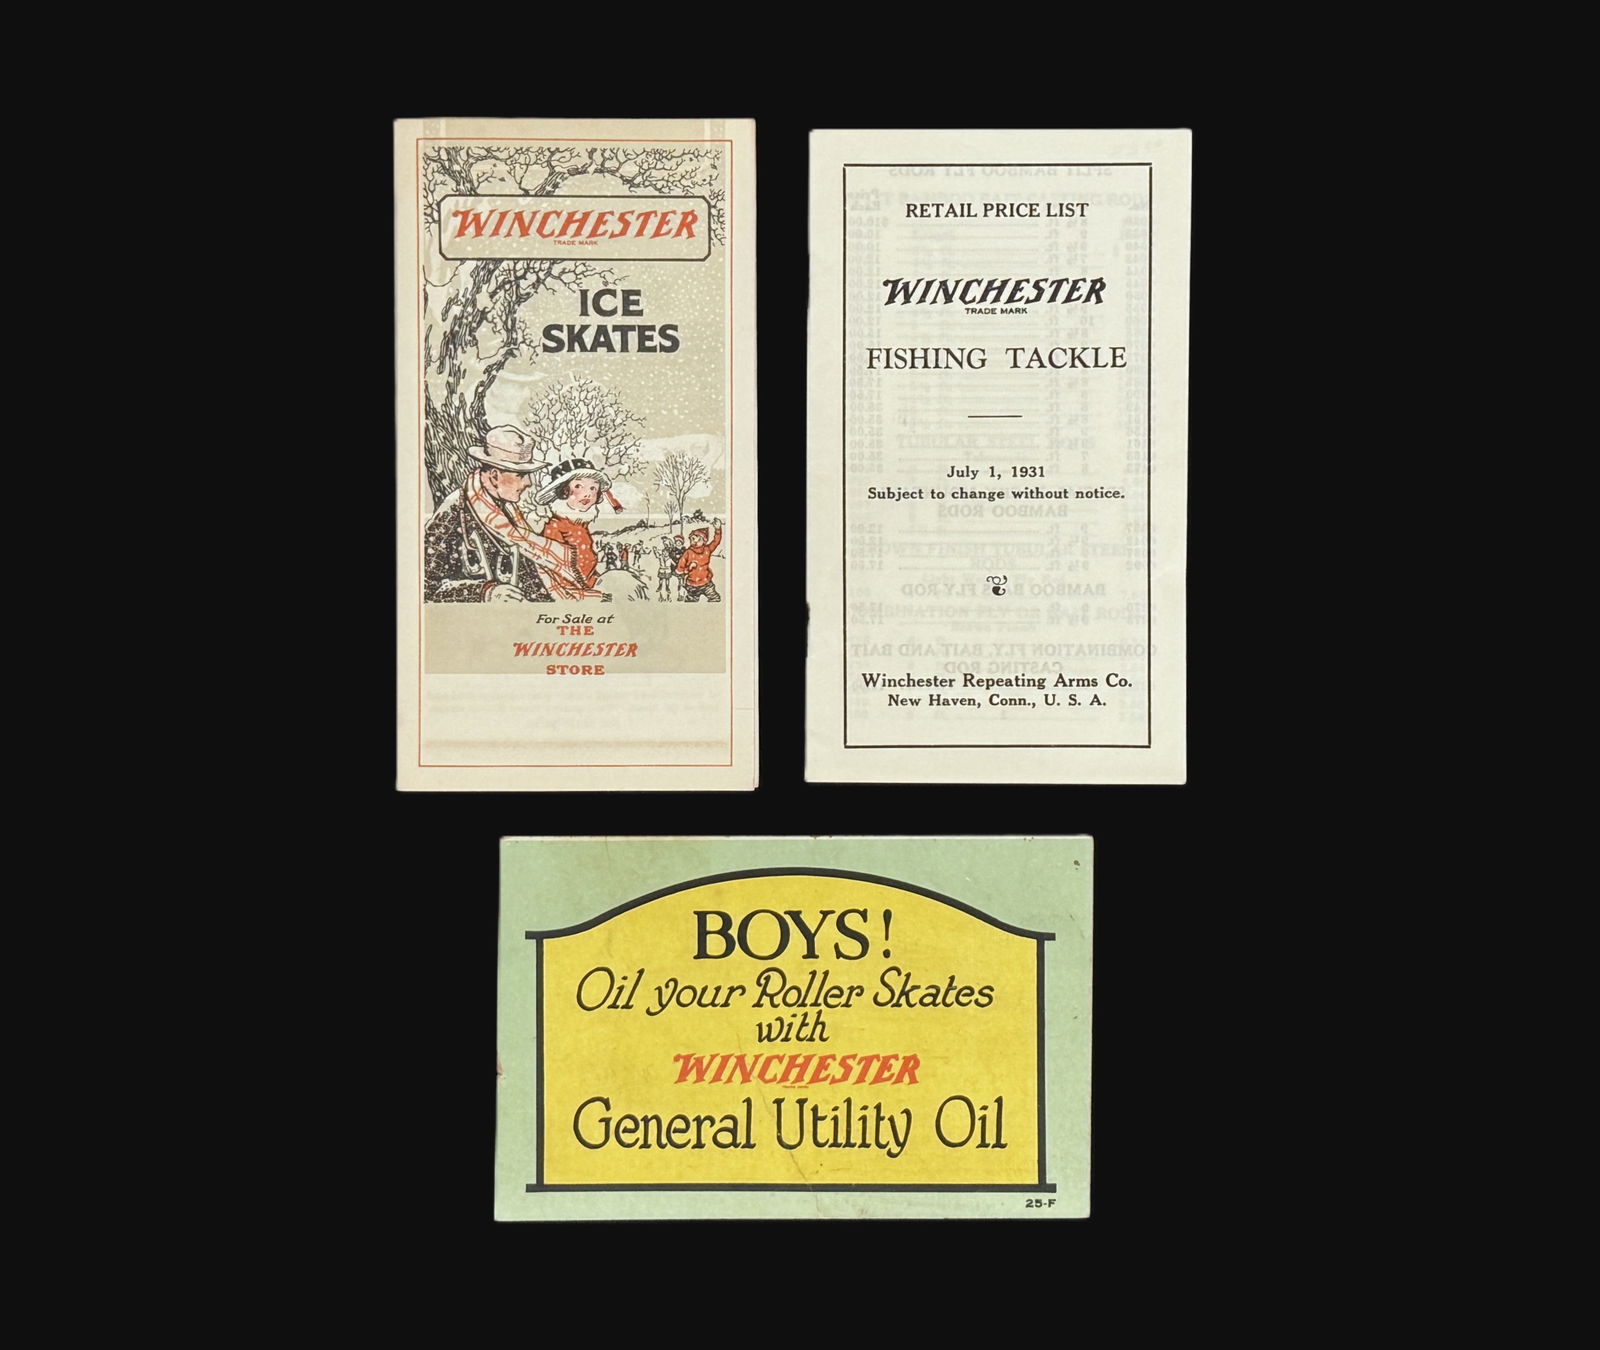 WINCHESTER
TRADE MARK
ICE
SKATES
For Sale at
THE
WINCHESTER
STORE
RETAIL PRICE LIST
WINCHESTER
TRADE MARK
FISHING TACKLE
July 1, 1931
Subject to change without notice.
Winchester Repeating Arms Co.
New Haven, Conn., U. S. A.
BOYS!
Oil your Roller Skates
with
WINCHESTER
General Utility Oil
25-F